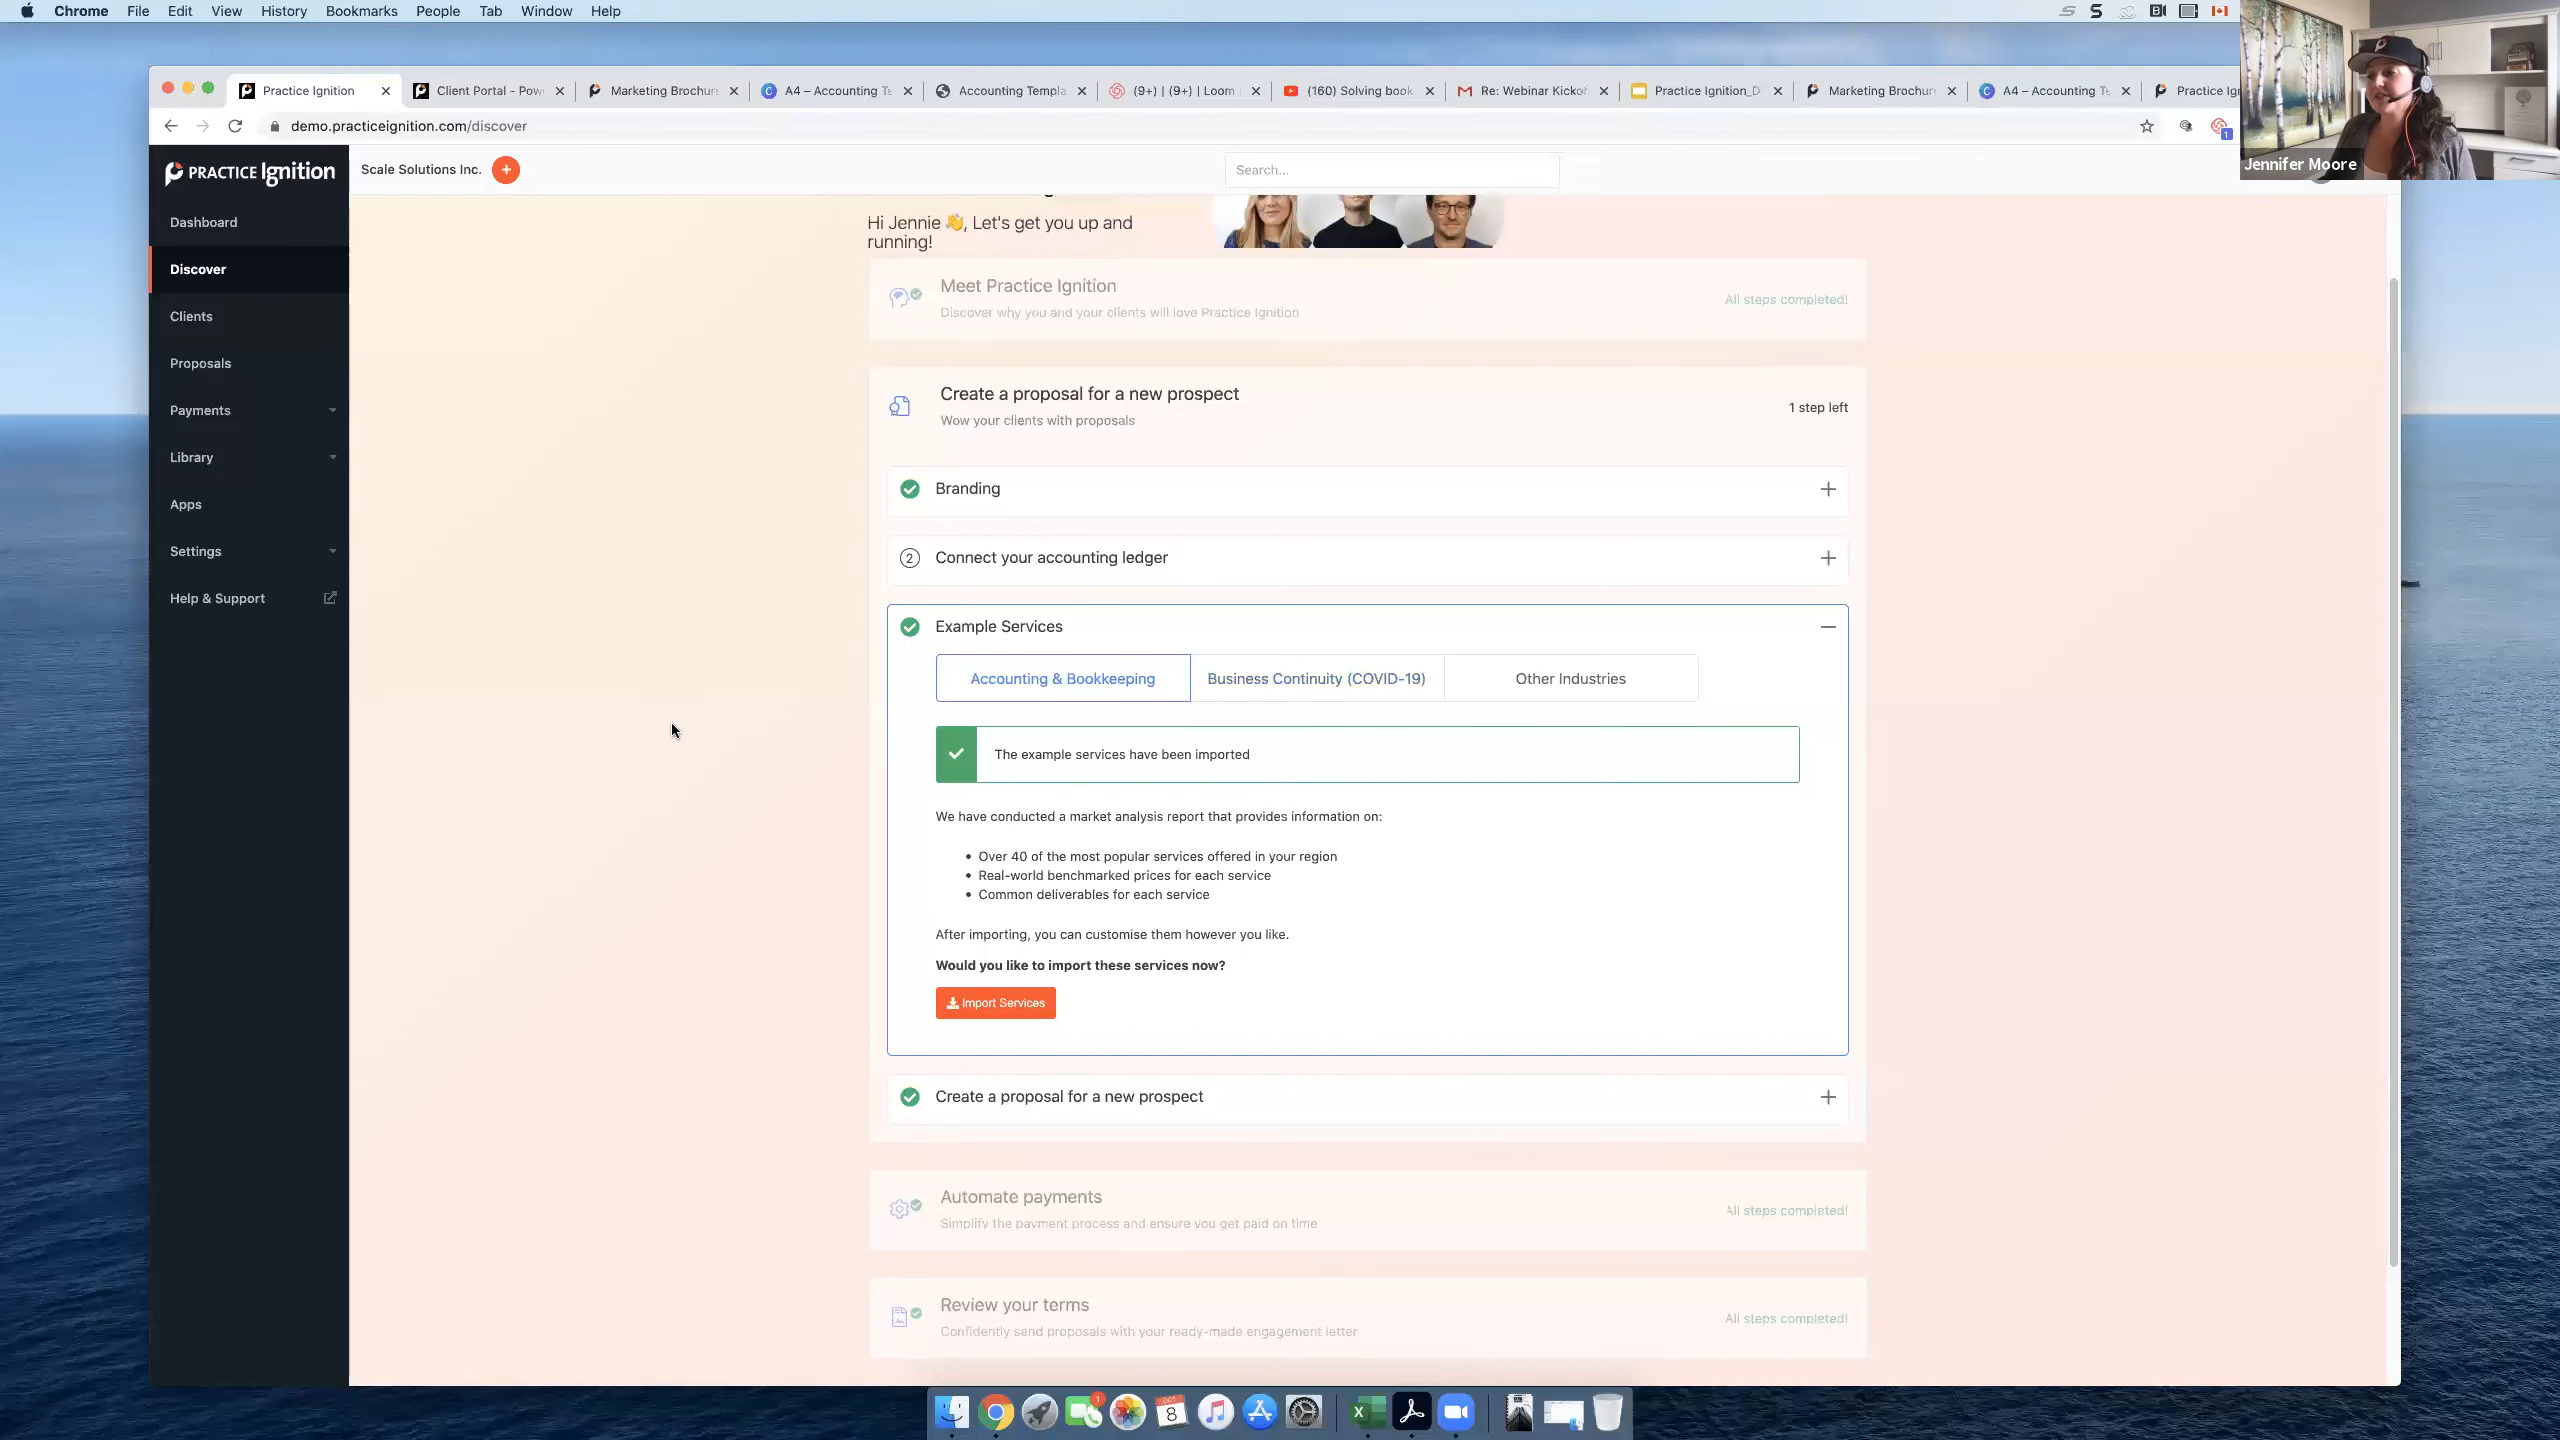 Chrome File Edit View History Bookmarks People Tab Window Help
Practice Ignition
Client Portal - Pow
Marketing Brochur
A4 – Accounting Te
Accounting Templa
(9+) | (9+) | Loom
(160) Solving book
Re: Webinar Kickof
Practice Ignition_D
Marketing Brochur
A4 – Accounting Te
Practice Ig
demo.practiceignition.com/discover
1
Jennifer Moore
PRACTICE Ignition
Scale Solutions Inc.
Search...
Dashboard
Discover
Clients
Proposals
Payments
Library
Apps
Settings
Help & Support
Hi Jennie 👋, Let's get you up and
running!
Meet Practice Ignition
Discover why you and your clients will love Practice Ignition
All steps completed!
Create a proposal for a new prospect
Wow your clients with proposals
1 step left
Branding
2 Connect your accounting ledger
Example Services
Accounting & Bookkeeping
Business Continuity (COVID-19)
Other Industries
The example services have been imported
We have conducted a market analysis report that provides information on:
• Over 40 of the most popular services offered in your region
• Real-world benchmarked prices for each service
• Common deliverables for each service
After importing, you can customise them however you like.
Would you like to import these services now?
Import Services
Create a proposal for a new prospect
Automate payments
Simplify the payment process and ensure you get paid on time
All steps completed!
Review your terms
Confidently send proposals with your ready-made engagement letter
All steps completed!
1
OCT
8